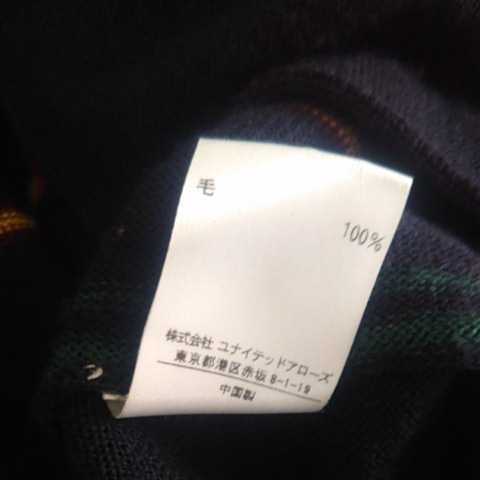 毛
100%
株式会社 ユナイテッドアローズ
東京都港区赤坂 8-1-19
中国製